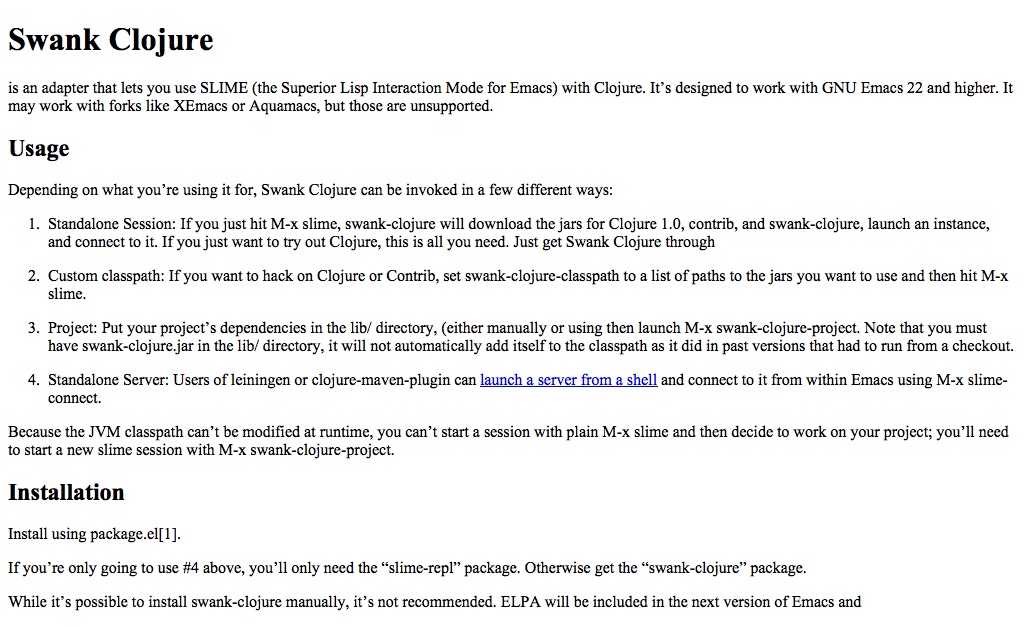 Swank Clojure
is an adapter that lets you use SLIME (the Superior Lisp Interaction Mode for Emacs) with Clojure. It’s designed to work with GNU Emacs 22 and higher. It
may work with forks like XEmacs or Aquamacs, but those are unsupported.
Usage
Depending on what you’re using it for, Swank Clojure can be invoked in a few different ways:
1. Standalone Session: If you just hit M-x slime, swank-clojure will download the jars for Clojure 1.0, contrib, and swank-clojure, launch an instance,
and connect to it. If you just want to try out Clojure, this is all you need. Just get Swank Clojure through
2. Custom classpath: If you want to hack on Clojure or Contrib, set swank-clojure-classpath to a list of paths to the jars you want to use and then hit M-x
slime.
3. Project: Put your project’s dependencies in the lib/ directory, (either manually or using then launch M-x swank-clojure-project. Note that you must
have swank-clojure.jar in the lib/ directory, it will not automatically add itself to the classpath as it did in past versions that had to run from a checkout.
4. Standalone Server: Users of leiningen or clojure-maven-plugin can launch a server from a shell and connect to it from within Emacs using M-x slime-
connect.
Because the JVM classpath can’t be modified at runtime, you can’t start a session with plain M-x slime and then decide to work on your project; you’ll need
to start a new slime session with M-x swank-clojure-project.
Installation
Install using package.el[1].
If you’re only going to use #4 above, you’ll only need the “slime-repl” package. Otherwise get the “swank-clojure” package.
While it’s possible to install swank-clojure manually, it’s not recommended. ELPA will be included in the next version of Emacs and